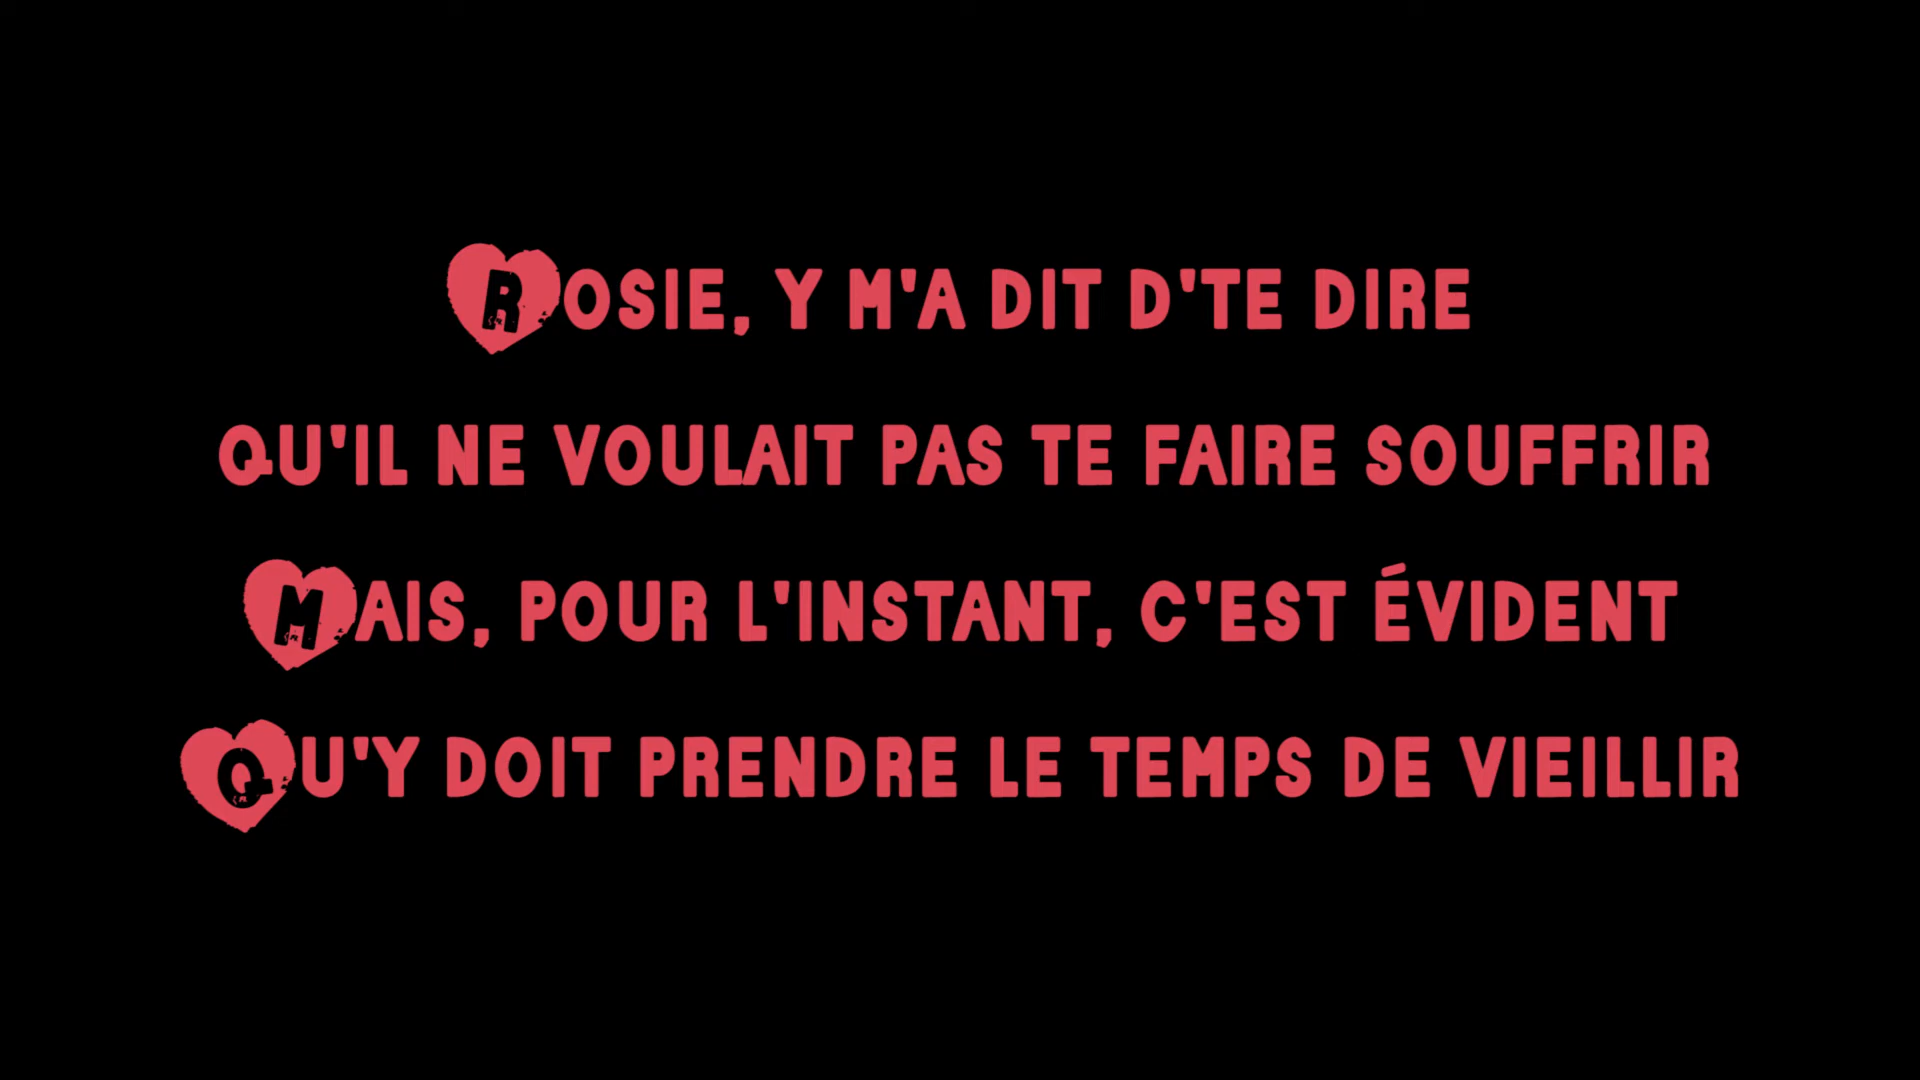 Rosie, y m'a dit d'te dire
qu'il ne voulait pas te faire souffrir
Mais, pour l'instant, c'est évident
Qu'y doit prendre le temps de vieillir